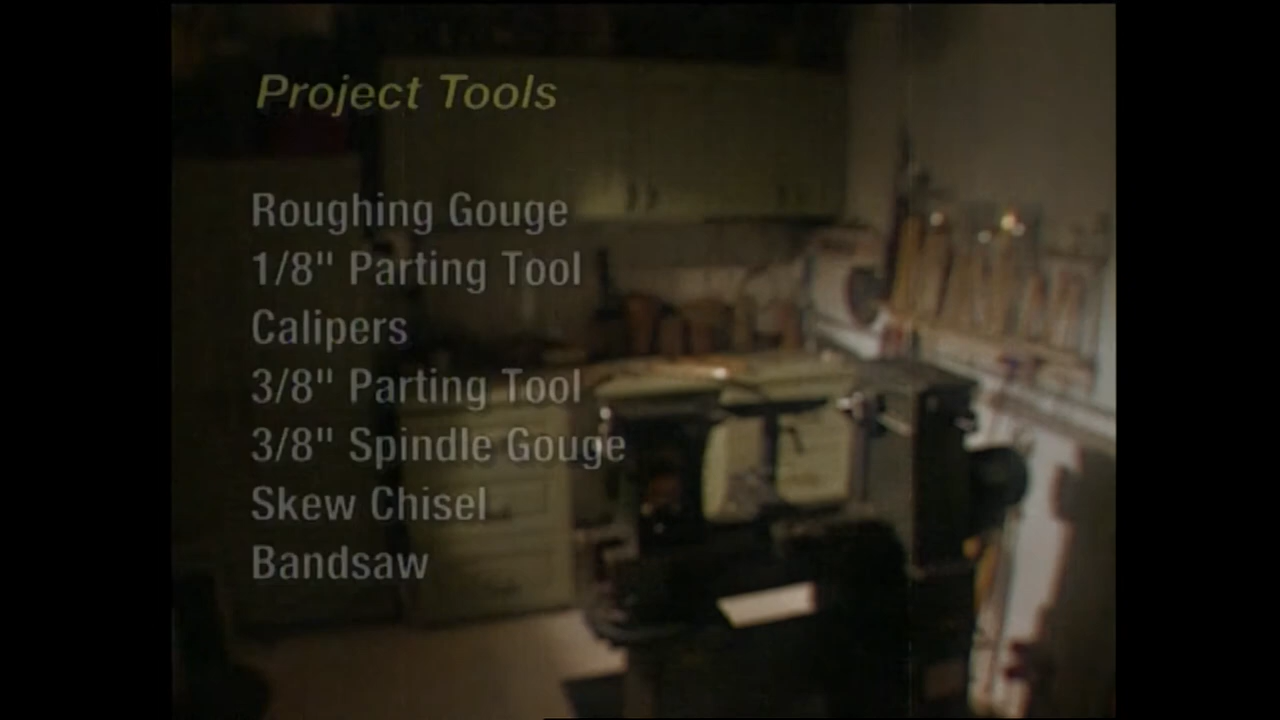 Project Tools
Roughing Gouge
1/8" Parting Tool
Calipers
3/8" Parting Tool
3/8" Spindle Gouge
Skew Chisel
Bandsaw